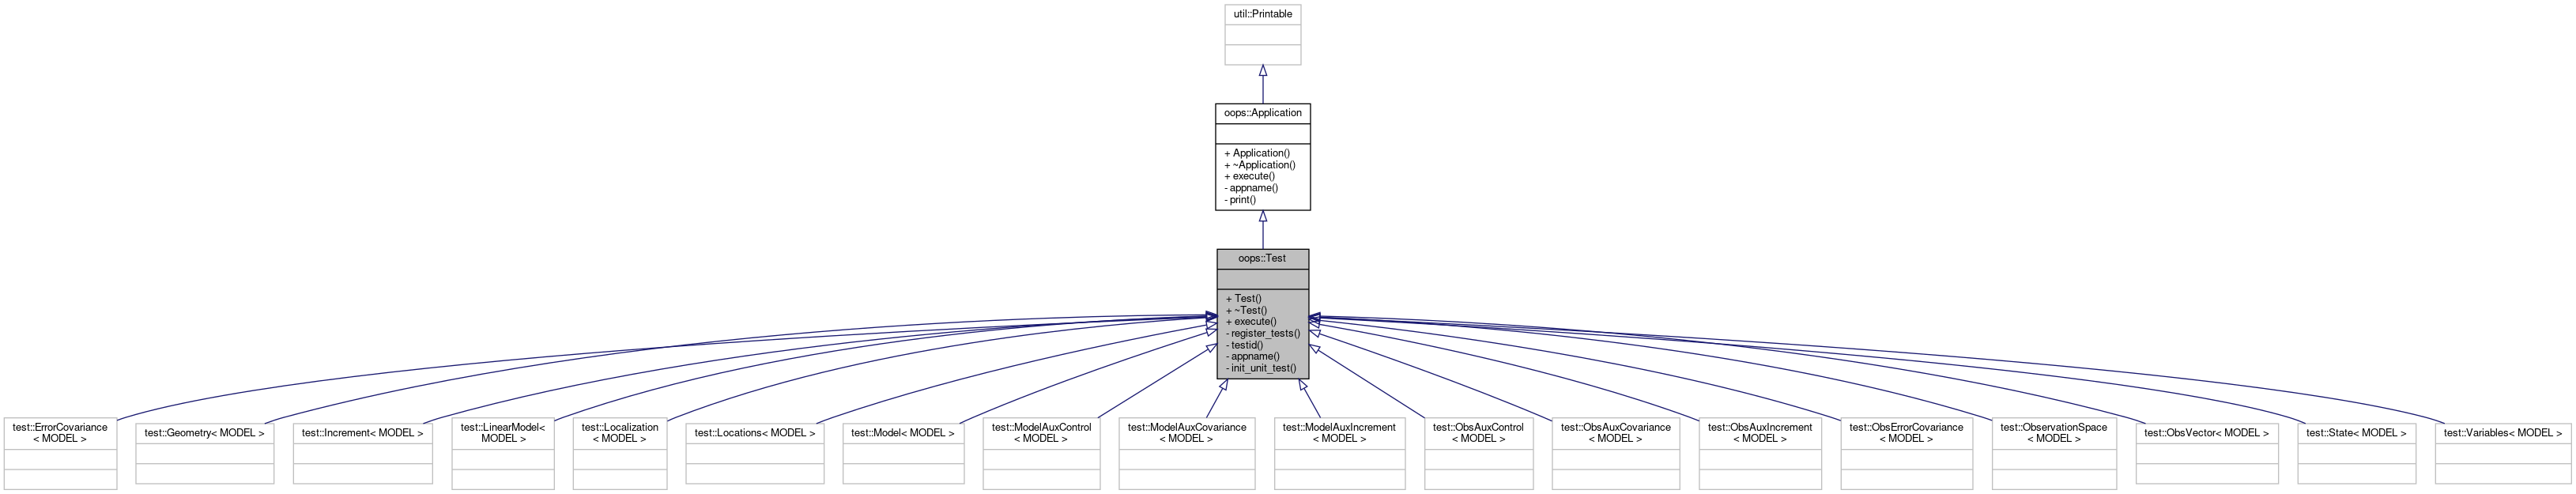 util::Printable
oops::Application
+ Application()
+ ~Application()
+ execute()
- appname()
- print()
oops::Test
+ Test()
+ ~Test()
+ execute()
- register_tests()
- testid()
- appname()
- init_unit_test()
test::ErrorCovariance
< MODEL >
test::Geometry< MODEL >
test::Increment< MODEL >
test::LinearModel<
MODEL >
test::Localization
< MODEL >
test::Locations< MODEL >
test::Model< MODEL >
test::ModelAuxControl
< MODEL >
test::ModelAuxCovariance
< MODEL >
test::ModelAuxIncrement
< MODEL >
test::ObsAuxControl
< MODEL >
test::ObsAuxCovariance
< MODEL >
test::ObsAuxIncrement
< MODEL >
test::ObsErrorCovariance
< MODEL >
test::ObservationSpace
< MODEL >
test::ObsVector< MODEL >
test::State< MODEL >
test::Variables< MODEL >